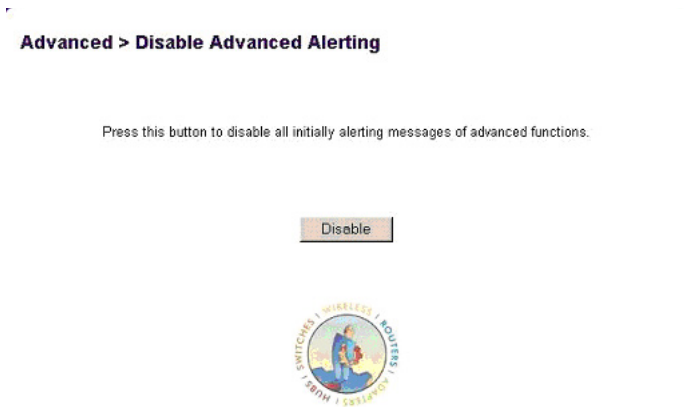 Advanced > Disable Advanced Alerting
Press this button to disable all initially alerting messages of advanced functions.
Disable
SWITCHES | WIRELESS | ROUTERS | ADAPTERS | HUBS |